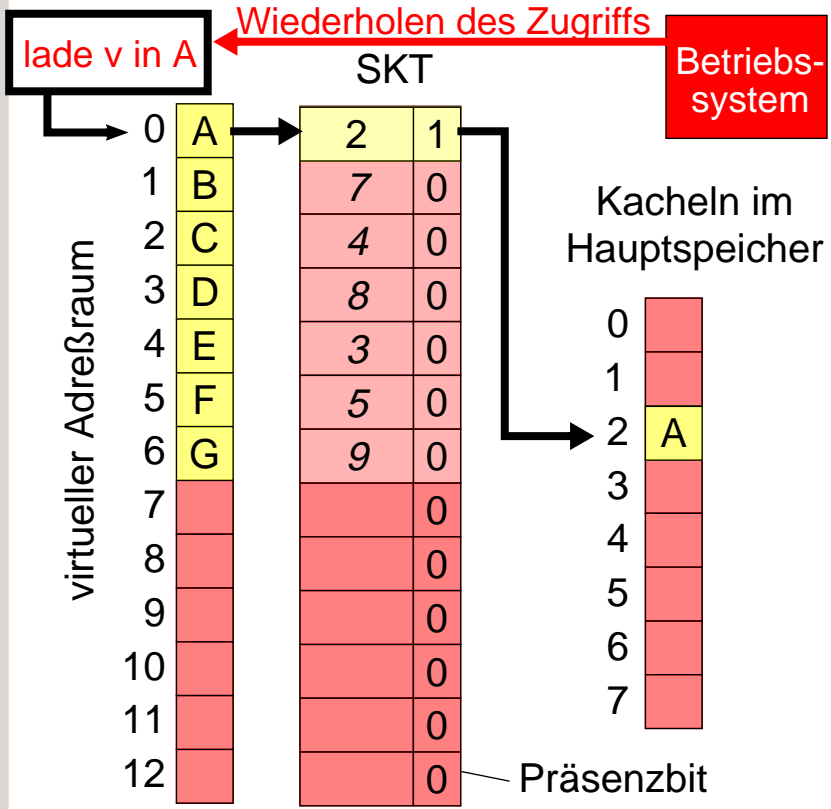 Wiederholen des Zugriffs
lade v in A
Betriebs-
system
SKT
virtueller Adreßraum
0 A 2 1
1 B 7 0
2 C 4 0
3 D 8 0
4 E 3 0
5 F 5 0
6 G 9 0
7 0
8 0
9 0
10 0
11 0
12 0
Präsenzbit
Kacheln im
Hauptspeicher
0
1
2 A
3
4
5
6
7